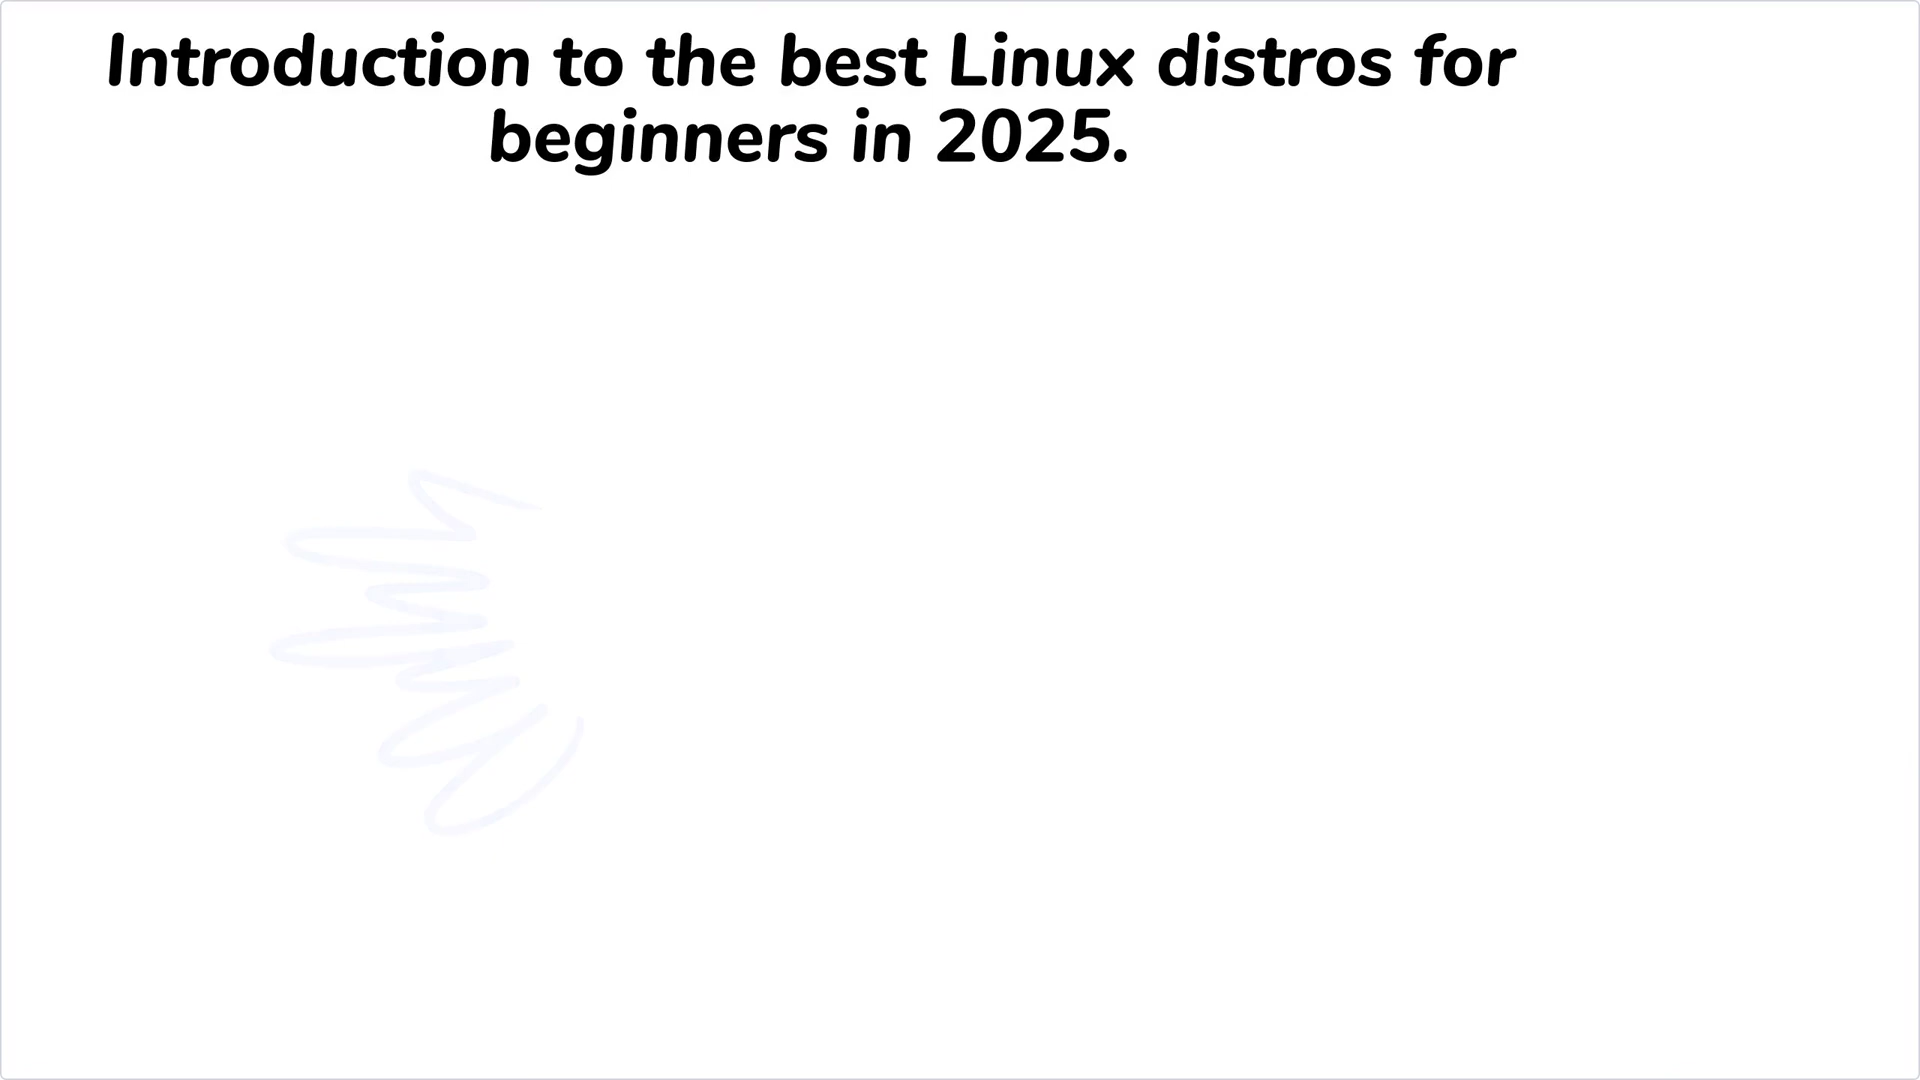 Introduction to the best Linux distros for
beginners in 2025.